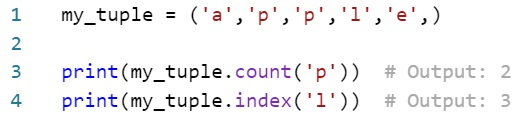 1 my_tuple = ('a','p','p','l','e',)
2
3 print(my_tuple.count('p'))  # Output: 2
4 print(my_tuple.index('l'))  # Output: 3